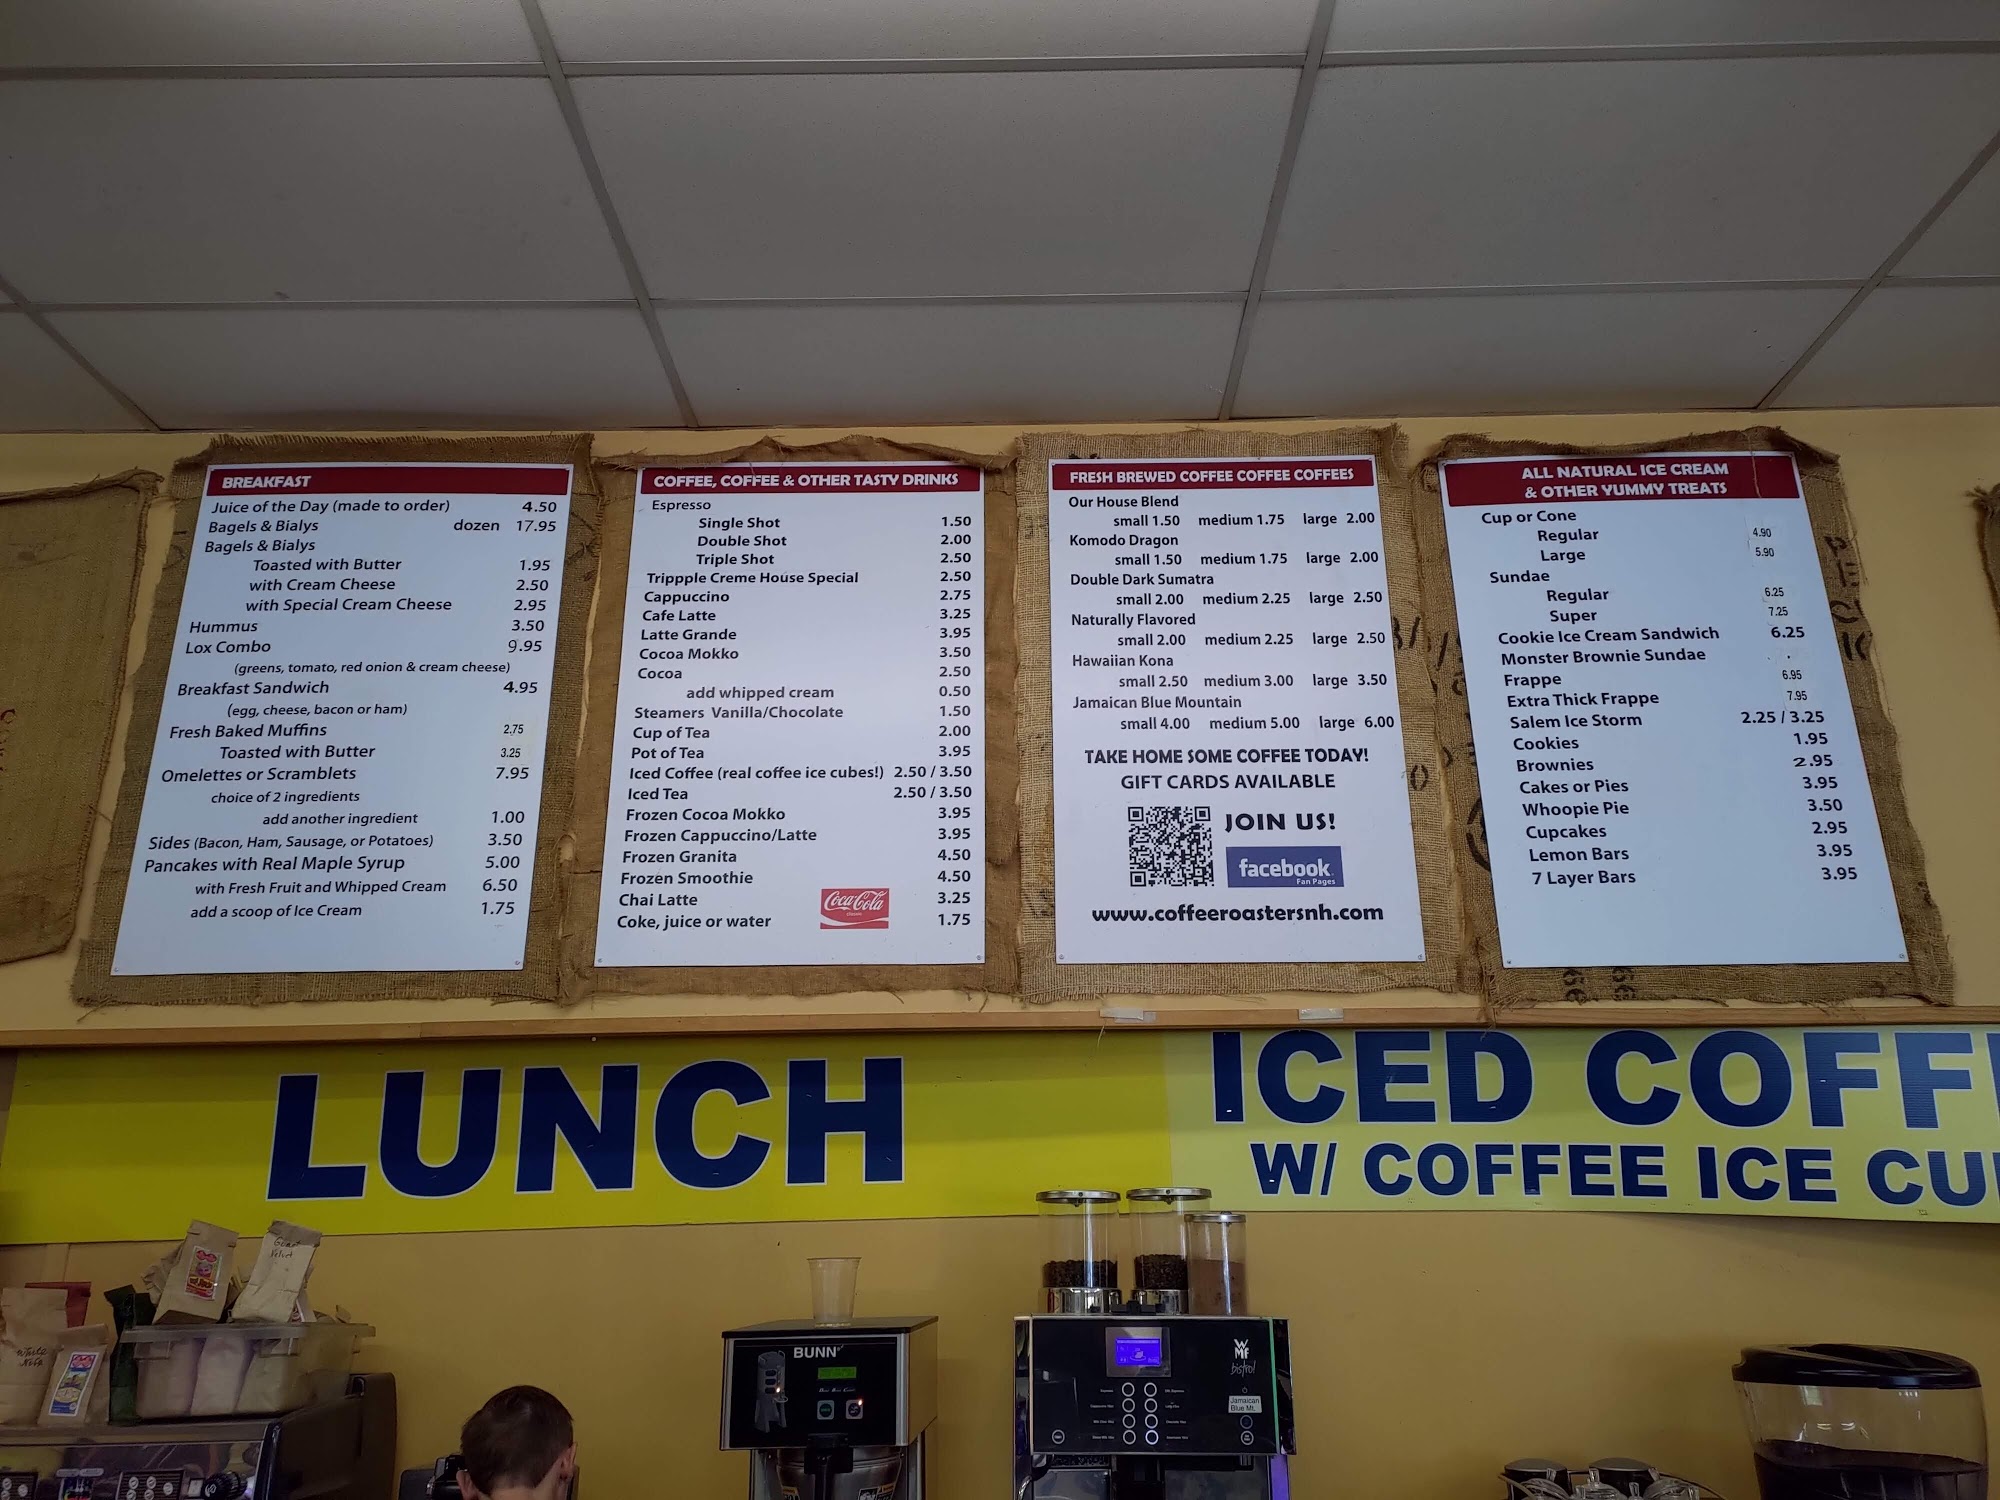 BREAKFAST
Juice of the Day (made to order) 4.50
Bagels & Bialys dozen 17.95
Bagels & Bialys
Toasted with Butter 1.95
with Cream Cheese 2.50
with Special Cream Cheese 2.95
Hummus 3.50
Lox Combo 9.95
(greens, tomato, red onion & cream cheese)
Breakfast Sandwich 4.95
(egg, cheese, bacon or ham)
Fresh Baked Muffins 2.75
Toasted with Butter 3.25
Omelettes or Scramblets 7.95
choice of 2 ingredients
add another ingredient 1.00
Sides (Bacon, Ham, Sausage, or Potatoes) 3.50
Pancakes with Real Maple Syrup 5.00
with Fresh Fruit and Whipped Cream 6.50
add a scoop of Ice Cream 1.75
COFFEE, COFFEE & OTHER TASTY DRINKS
Espresso
Single Shot 1.50
Double Shot 2.00
Triple Shot 2.50
Trippple Creme House Special 2.50
Cappuccino 2.75
Cafe Latte 3.25
Latte Grande 3.95
Cocoa Mokko 3.50
Cocoa 2.50
add whipped cream 0.50
Steamers Vanilla/Chocolate 1.50
Cup of Tea 2.00
Pot of Tea 3.95
Iced Coffee (real coffee ice cubes!) 2.50 / 3.50
Iced Tea 2.50 / 3.50
Frozen Cocoa Mokko 3.95
Frozen Cappuccino/Latte 3.95
Frozen Granita 4.50
Frozen Smoothie 4.50
Chai Latte 3.25
Coke, juice or water 1.75
Coca-Cola
classic
FRESH BREWED COFFEE COFFEE COFFEES
Our House Blend
small 1.50 medium 1.75 large 2.00
Komodo Dragon
small 1.50 medium 1.75 large 2.00
Double Dark Sumatra
small 2.00 medium 2.25 large 2.50
Naturally Flavored
small 2.00 medium 2.25 large 2.50
Hawaiian Kona
small 2.50 medium 3.00 large 3.50
Jamaican Blue Mountain
small 4.00 medium 5.00 large 6.00
TAKE HOME SOME COFFEE TODAY!
GIFT CARDS AVAILABLE
JOIN US!
facebook
Fan Pages
www.coffeeroastersnh.com
ALL NATURAL ICE CREAM
& OTHER YUMMY TREATS
Cup or Cone
Regular 4.90
Large 5.90
Sundae
Regular 6.25
Super 7.25
Cookie Ice Cream Sandwich 6.25
Monster Brownie Sundae
Frappe 6.95
Extra Thick Frappe 7.95
Salem Ice Storm 2.25 / 3.25
Cookies 1.95
Brownies 2.95
Cakes or Pies 3.95
Whoopie Pie 3.50
Cupcakes 2.95
Lemon Bars 3.95
7 Layer Bars 3.95
LUNCH
ICED COFF
W/ COFFEE ICE CU
BUNN
WMF
bistro!
Jamaican
Blue Mt.